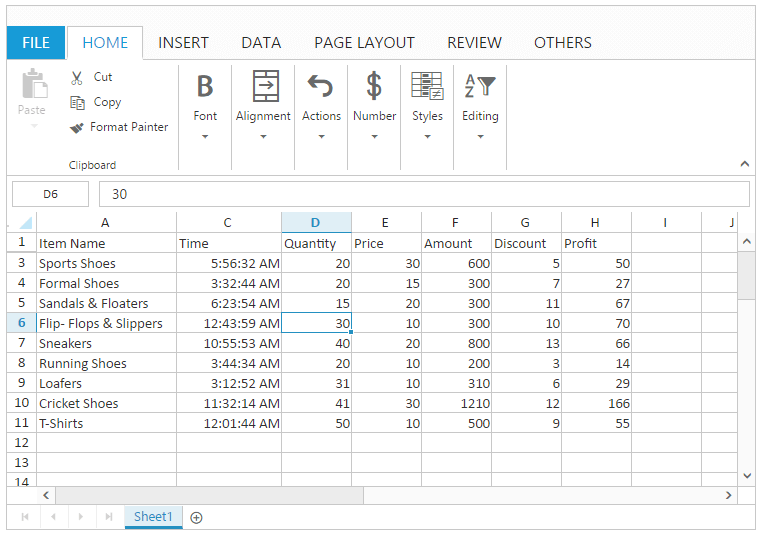 FILE HOME INSERT DATA PAGE LAYOUT REVIEW OTHERS
Paste
Cut
Copy
Format Painter
Clipboard
B
Font Alignment Actions Number Styles Editing
$
A
Z
D6 30
A C D E F G H I J
1 Item Name Time Quantity Price Amount Discount Profit
3 Sports Shoes 5:56:32 AM 20 30 600 5 50
4 Formal Shoes 3:32:44 AM 20 15 300 7 27
5 Sandals & Floaters 6:23:54 AM 15 20 300 11 67
6 Flip- Flops & Slippers 12:43:59 AM 30 10 300 10 70
7 Sneakers 10:55:53 AM 40 20 800 13 66
8 Running Shoes 3:44:34 AM 20 10 200 3 14
9 Loafers 3:12:52 AM 31 10 310 6 29
10 Cricket Shoes 11:32:14 AM 41 30 1210 12 166
11 T-Shirts 12:01:44 AM 50 10 500 9 55
12
13
14
Sheet1